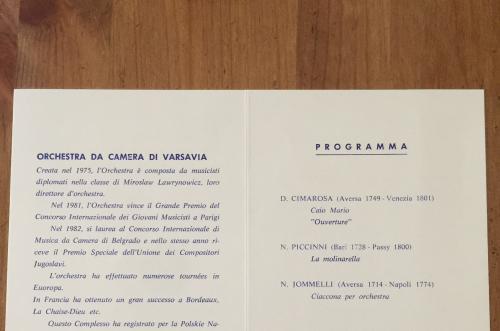 ORCHESTRA DA CAMERA DI VARSAVIA
Creata nel 1975, l'Orchestra è composta da musicisti
diplomati nella classe di Miroslaw Lawrynowicz, loro
direttore d'orchestra.
Nel 1981, l'Orchestra vince il Grande Premio del
Concorso Internazionale dei Giovani Musicisti a Parigi
Nel 1982, si laurea al Concorso Internazionale di
Musica da Camera di Belgrado e nello stesso anno ri-
ceve il Premio Speciale dell'Unione dei Compositori
Jugoslavi.
L'orchestra ha effettuato numerose tournées in
Euoropa.
In Francia ha ottenuto un gran successo a Bordeaux,
La Chaise-Dieu etc.
Questo Complesso ha registrato per la Polskie Na-
PROGRAMMA
D. CIMAROSA (Aversa 1749 - Venezia 1801)
Caio Mario
"Ouverture"
N. PICCINNI (Bari 1728 - Passy 1800)
La molinarella
N. JOMMELLI (Aversa 1714 - Napoli 1774)
Ciaccona per orchestra